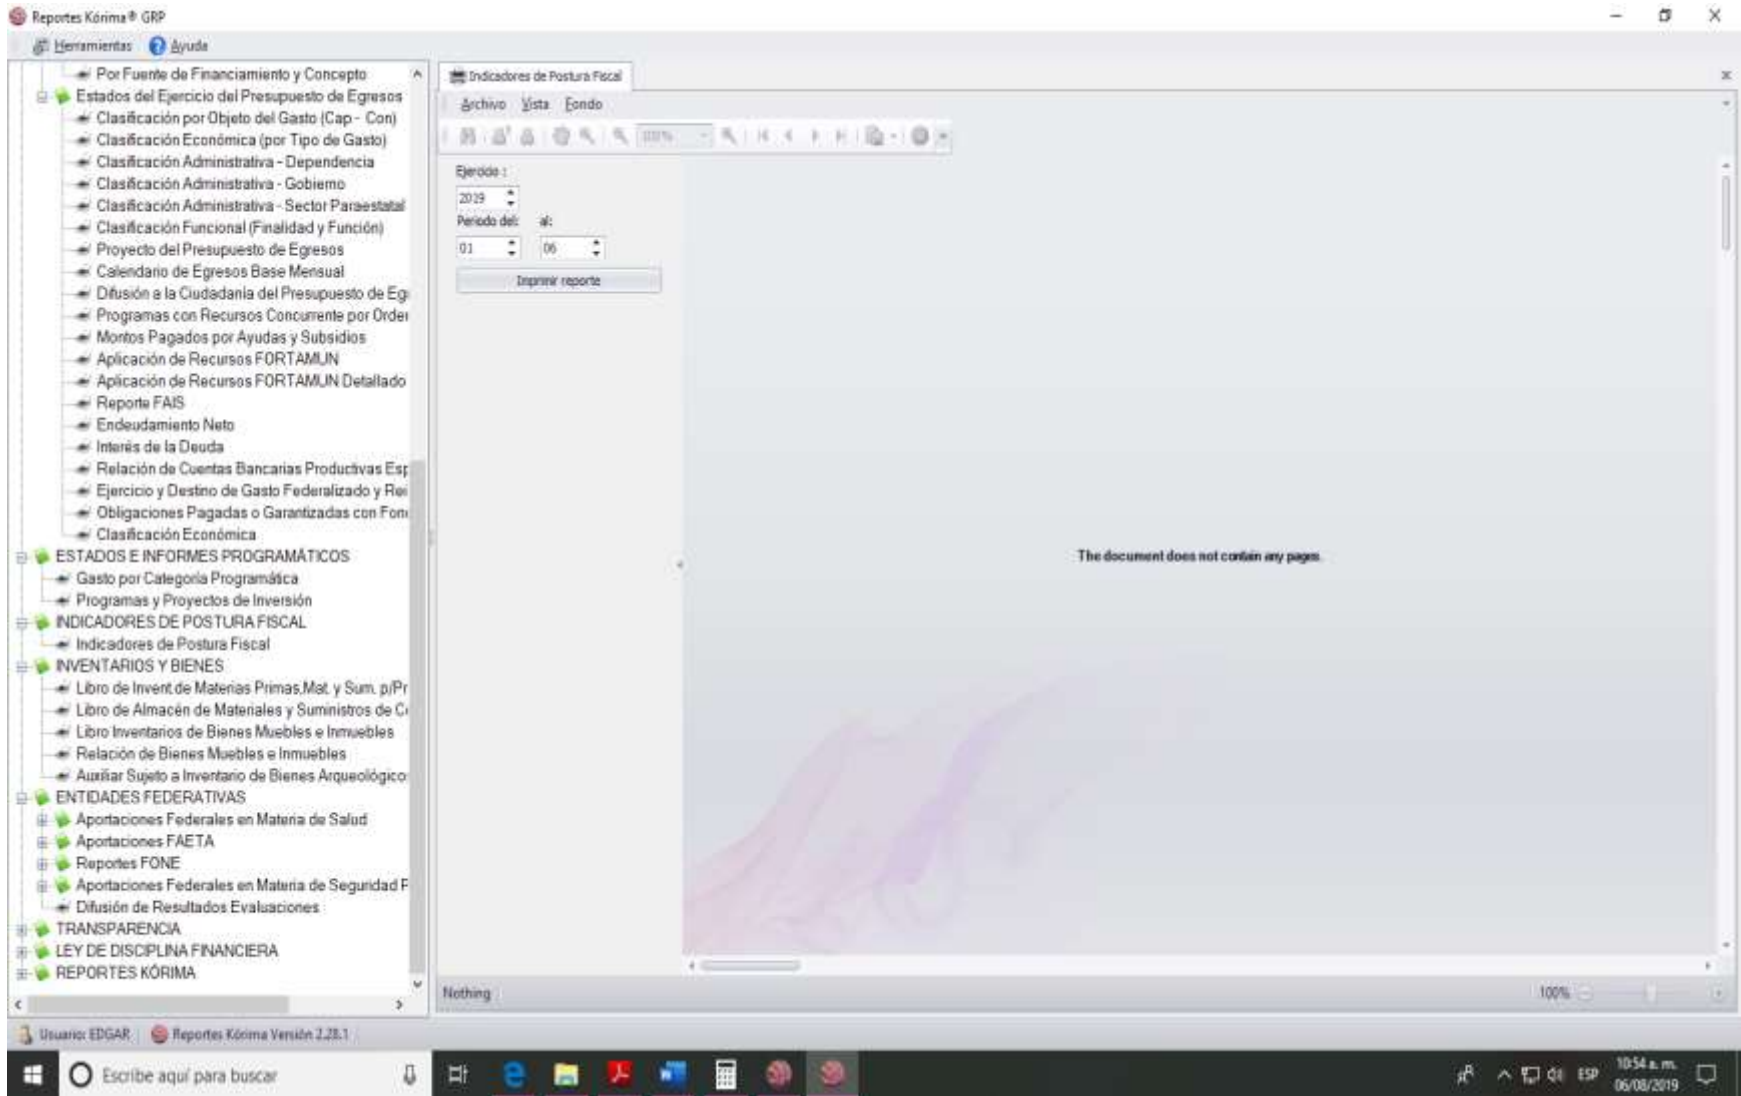 Reportes Kórima® GRP
Herramientas Ayuda
Por Fuente de Financiamiento y Concepto
Estados del Ejercicio del Presupuesto de Egresos
Clasificación por Objeto del Gasto (Cap - Con)
Clasificación Económica (por Tipo de Gasto)
Clasificación Administrativa - Dependencia
Clasificación Administrativa - Gobierno
Clasificación Administrativa - Sector Paraestatal
Clasificación Funcional (Finalidad y Función)
Proyecto del Presupuesto de Egresos
Calendario de Egresos Base Mensual
Difusión a la Ciudadanía del Presupuesto de Egr
Programas con Recursos Concurrente por Order
Montos Pagados por Ayudas y Subsidios
Aplicación de Recursos FORTAMUN
Aplicación de Recursos FORTAMUN Detallado
Reporte FAIS
Endeudamiento Neto
Interés de la Deuda
Relación de Cuentas Bancarias Productivas Esp
Ejercicio y Destino de Gasto Federalizado y Rei
Obligaciones Pagadas o Garantizadas con Fon
Clasificación Económica
ESTADOS E INFORMES PROGRAMÁTICOS
Gasto por Categoría Programática
Programas y Proyectos de Inversión
INDICADORES DE POSTURA FISCAL
Indicadores de Postura Fiscal
INVENTARIOS Y BIENES
Libro de Invent.de Materias Primas,Mat. y Sum. p/Pr
Libro de Almacén de Materiales y Suministros de C
Libro Inventarios de Bienes Muebles e Inmuebles
Relación de Bienes Muebles e Inmuebles
Auxiliar Sujeto a Inventario de Bienes Arqueológico
ENTIDADES FEDERATIVAS
Aportaciones Federales en Materia de Salud
Aportaciones FAETA
Reportes FONE
Aportaciones Federales en Materia de Seguridad P
Difusión de Resultados Evaluaciones
TRANSPARENCIA
LEY DE DISCIPLINA FINANCIERA
REPORTES KÓRIMA
Indicadores de Postura Fiscal
Archivo Vista Fondo
100%
Ejercicio :
2019
Periodo del: al:
01 06
Imprimir reporte
The document does not contain any pages.
Nothing 100%
Usuario: EDGAR Reportes Kórima Versión 2.28.1
Escribe aquí para buscar
ESP
10:54 a. m.
06/08/2019